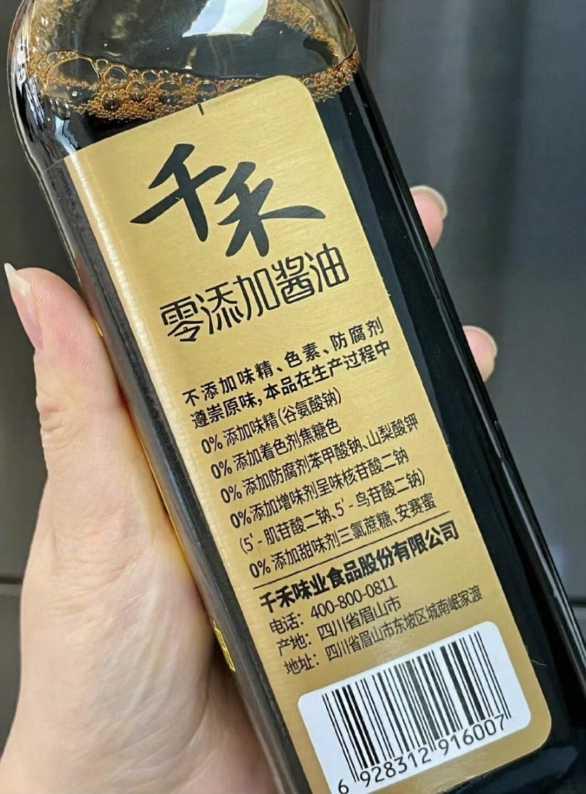 千禾
零添加酱油
不添加味精、色素、防腐剂
遵崇原味,本品在生产过程中
0%添加味精(谷氨酸钠)
0%添加着色剂焦糖色
0%添加防腐剂苯甲酸钠、山梨酸钾
0%添加增味剂呈味核苷酸二钠
(5′-肌苷酸二钠、5′-鸟苷酸二钠)
0%添加甜味剂三氯蔗糖、安赛蜜
千禾味业食品股份有限公司
电话:400-800-0811
产地:四川省眉山市
地址:四川省眉山市东坡区城南岷家渡
6 928312 916007